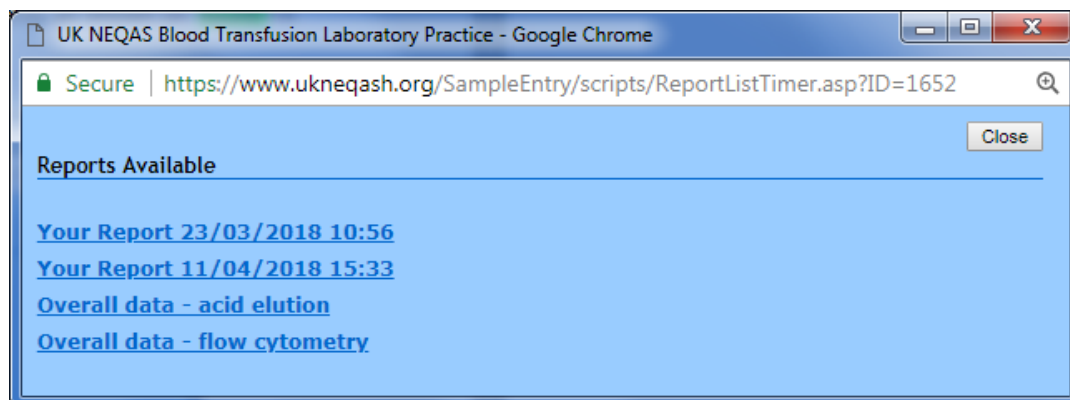 UK NEQAS Blood Transfusion Laboratory Practice - Google Chrome
Secure | https://www.ukneqash.org/SampleEntry/scripts/ReportListTimer.asp?ID=1652
Close
Reports Available
Your Report 23/03/2018 10:56
Your Report 11/04/2018 15:33
Overall data - acid elution
Overall data - flow cytometry